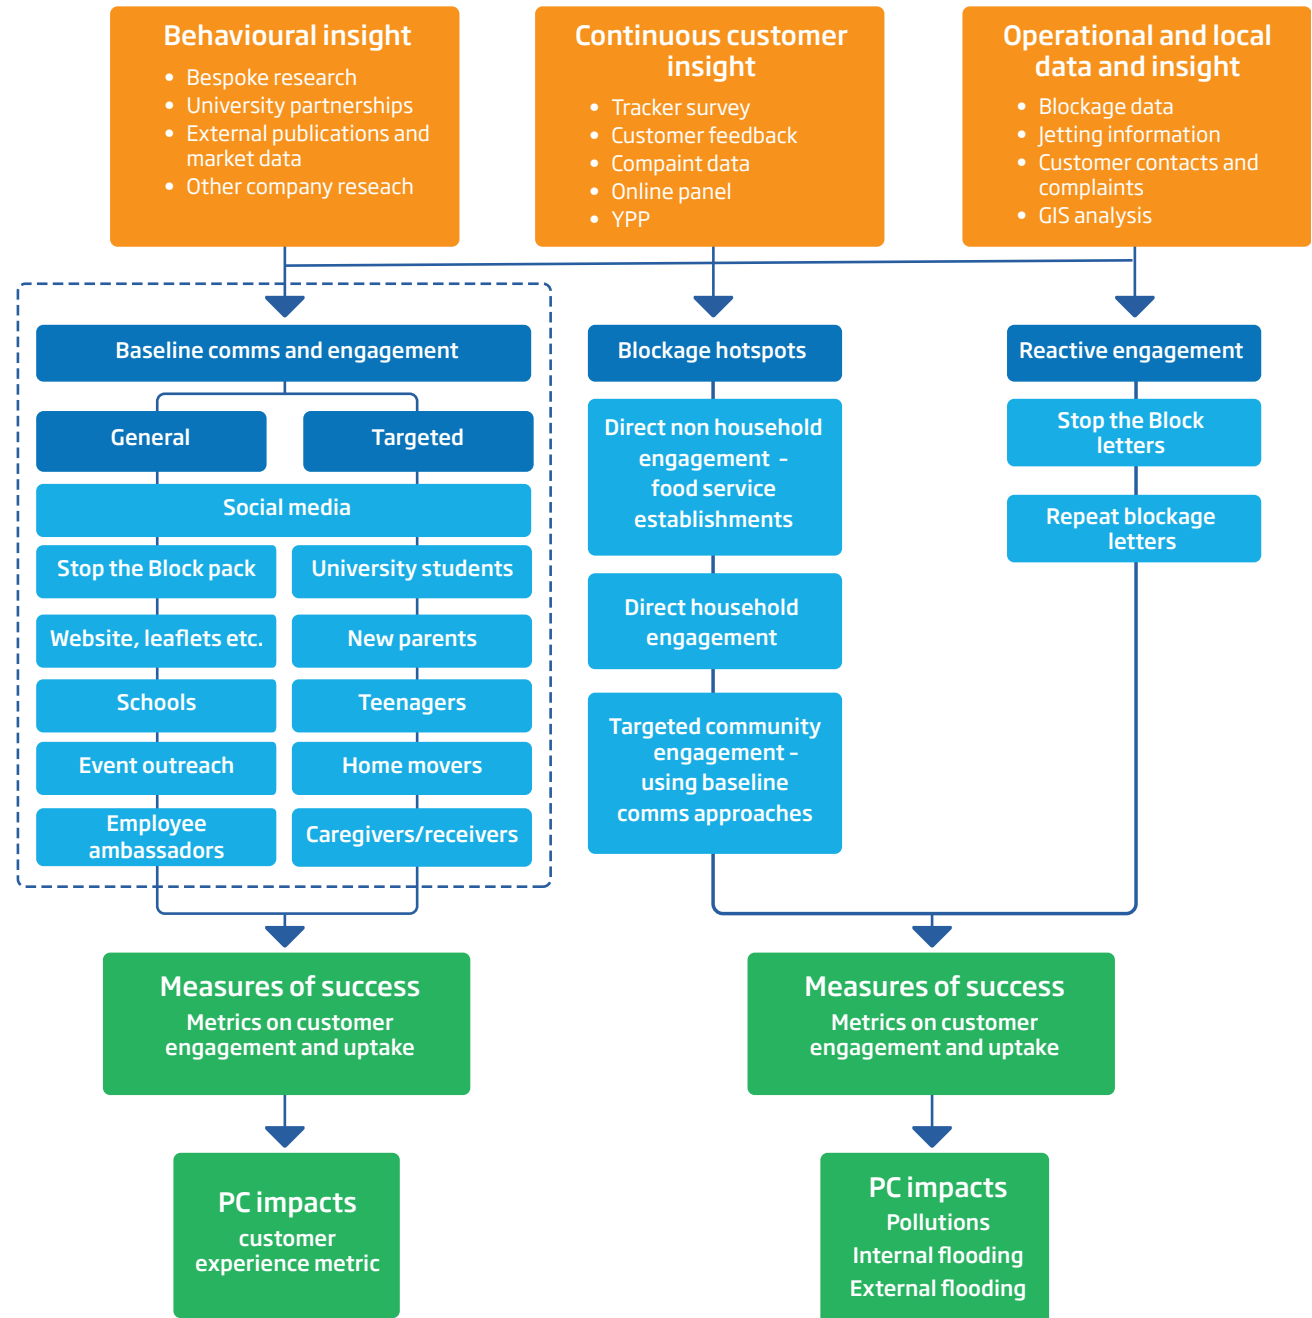 Behavioural insight
• Bespoke research
• University partnerships
• External publications and
market data
• Other company reseach
Continuous customer
insight
• Tracker survey
• Customer feedback
• Compaint data
• Online panel
• YPP
Operational and local
data and insight
• Blockage data
• Jetting information
• Customer contacts and
complaints
• GIS analysis
Baseline comms and engagement
General
Targeted
Social media
Stop the Block pack
University students
Website, leaflets etc.
New parents
Schools
Teenagers
Event outreach
Home movers
Employee
ambassadors
Caregivers/receivers
Blockage hotspots
Direct non household
engagement -
food service
establishments
Direct household
engagement
Targeted community
engagement -
using baseline
comms approaches
Reactive engagement
Stop the Block
letters
Repeat blockage
letters
Measures of success
Metrics on customer
engagement and uptake
Measures of success
Metrics on customer
engagement and uptake
PC impacts
customer
experience metric
PC impacts
Pollutions
Internal flooding
External flooding